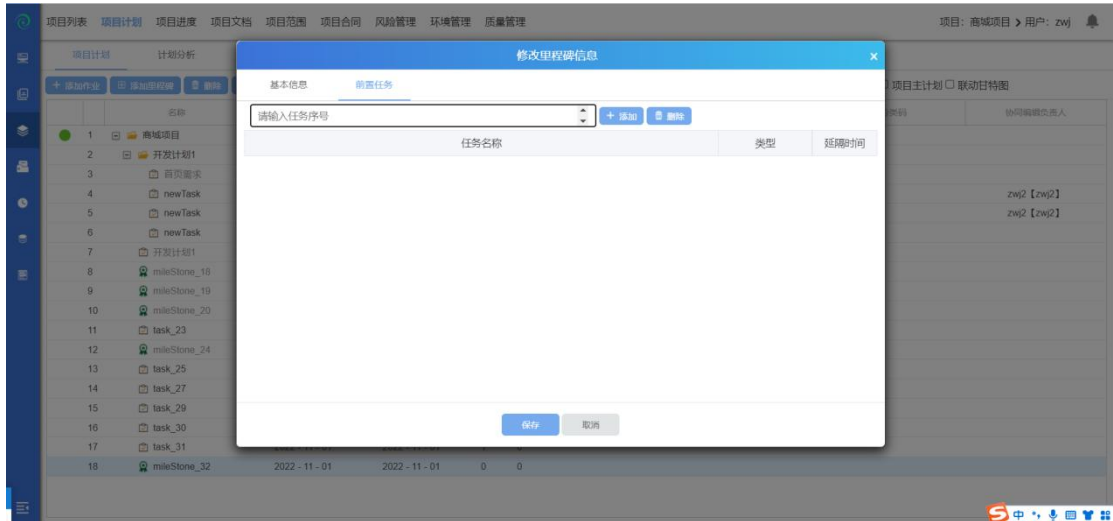 项目列表 项目计划 项目进度 项目文档 项目范围 项目合同 风险管理 环境管理 质量管理 项目：商城项目 > 用户：zwj
项目计划 计划分析
修改里程碑信息 ×
+ 添加作业 添加里程碑 删除
项目主计划 联动甘特图
基本信息 前置任务
请输入任务序号 + 添加 删除
名称 协同编辑负责人
任务名称 类型 延隔时间
1 商城项目
2 开发计划1
3 首页需求
4 newTask zwj2【zwj2】
5 newTask zwj2【zwj2】
6 newTask
7 开发计划1
8 mileStone_18
9 mileStone_19
10 mileStone_20
11 task_23
12 mileStone_24
13 task_25
14 task_27
15 task_29
16 task_30
保存 取消
17 task_31
18 mileStone_32 2022 - 11 - 01 2022 - 11 - 01 0 0
中